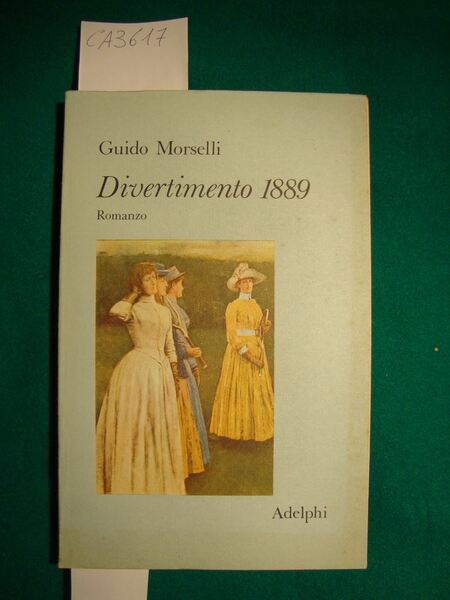 CA3617
Guido Morselli
Divertimento 1889
Romanzo
Adelphi